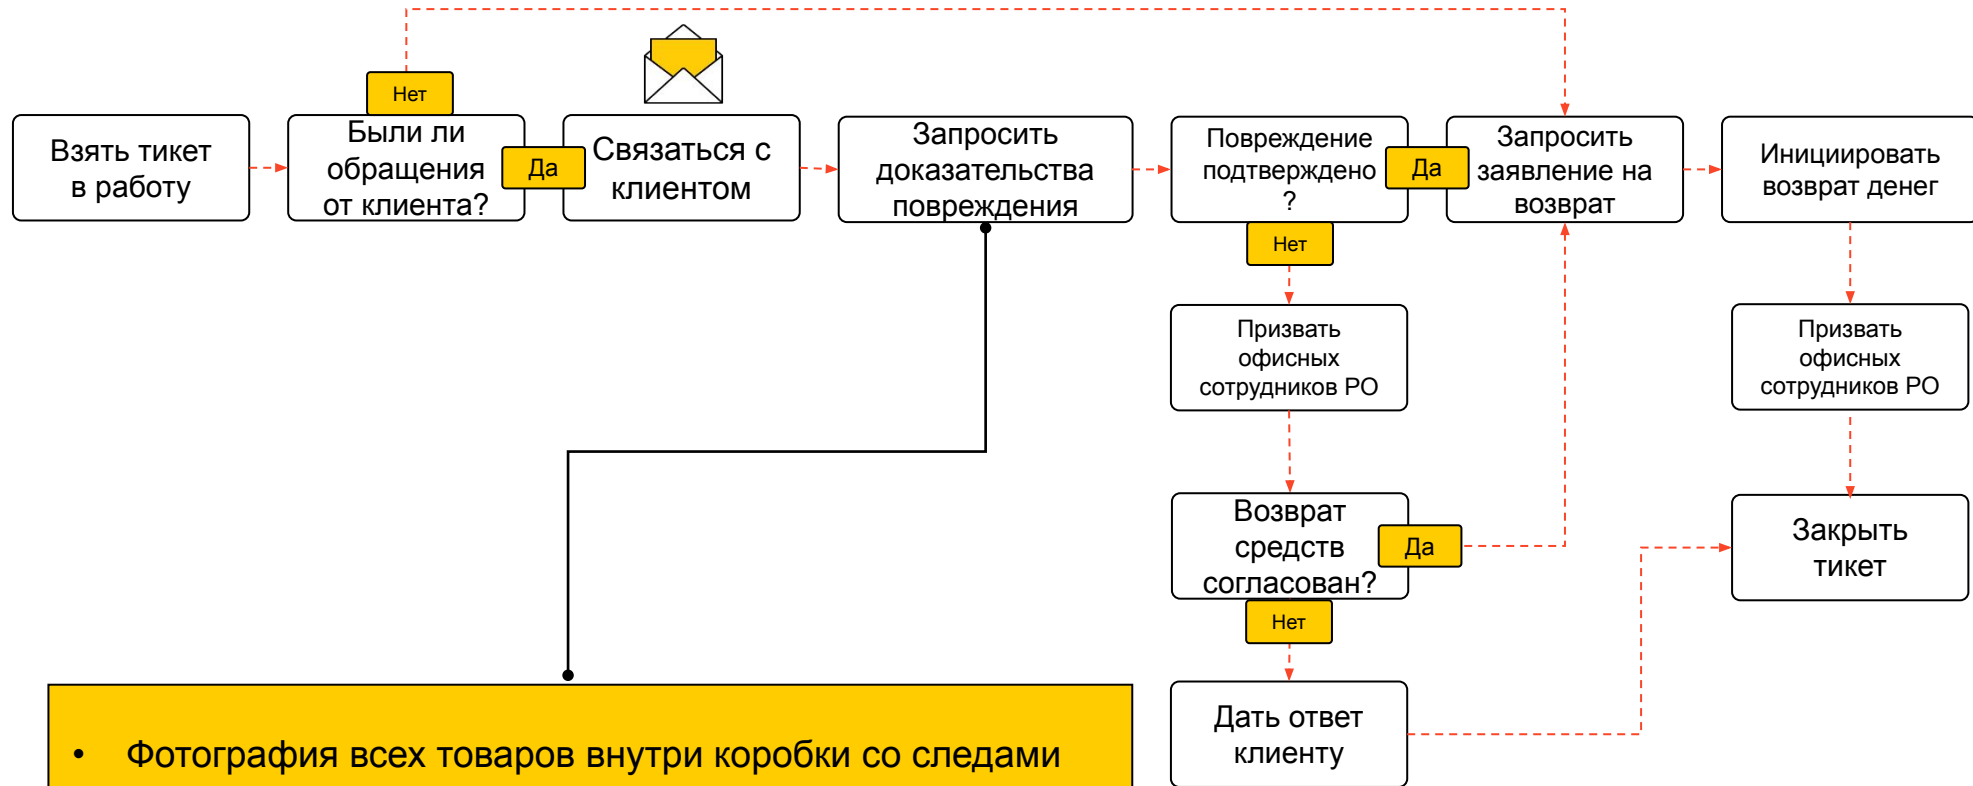 Нет
Взять тикет
в работу
Были ли
обращения
от клиента?
Да
Связаться с
клиентом
Запросить
доказательства
повреждения
Повреждение
подтверждено
?
Да
Запросить
заявление на
возврат
Инициировать
возврат денег
Нет
Призвать
офисных
сотрудников РО
Призвать
офисных
сотрудников РО
Возврат
средств
согласован?
Да
Закрыть
тикет
Нет
Дать ответ
клиенту
• Фотография всех товаров внутри коробки со следами